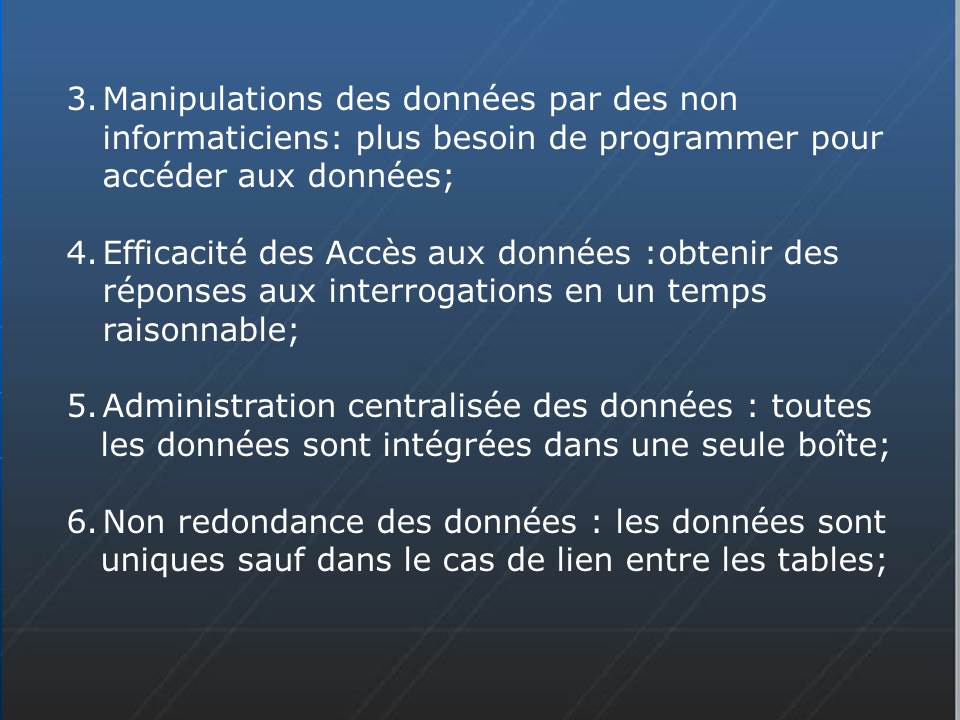 3. Manipulations des données par des non
informaticiens: plus besoin de programmer pour
accéder aux données;
4. Efficacité des Accès aux données :obtenir des
réponses aux interrogations en un temps
raisonnable;
5. Administration centralisée des données : toutes
les données sont intégrées dans une seule boîte;
6. Non redondance des données : les données sont
uniques sauf dans le cas de lien entre les tables;